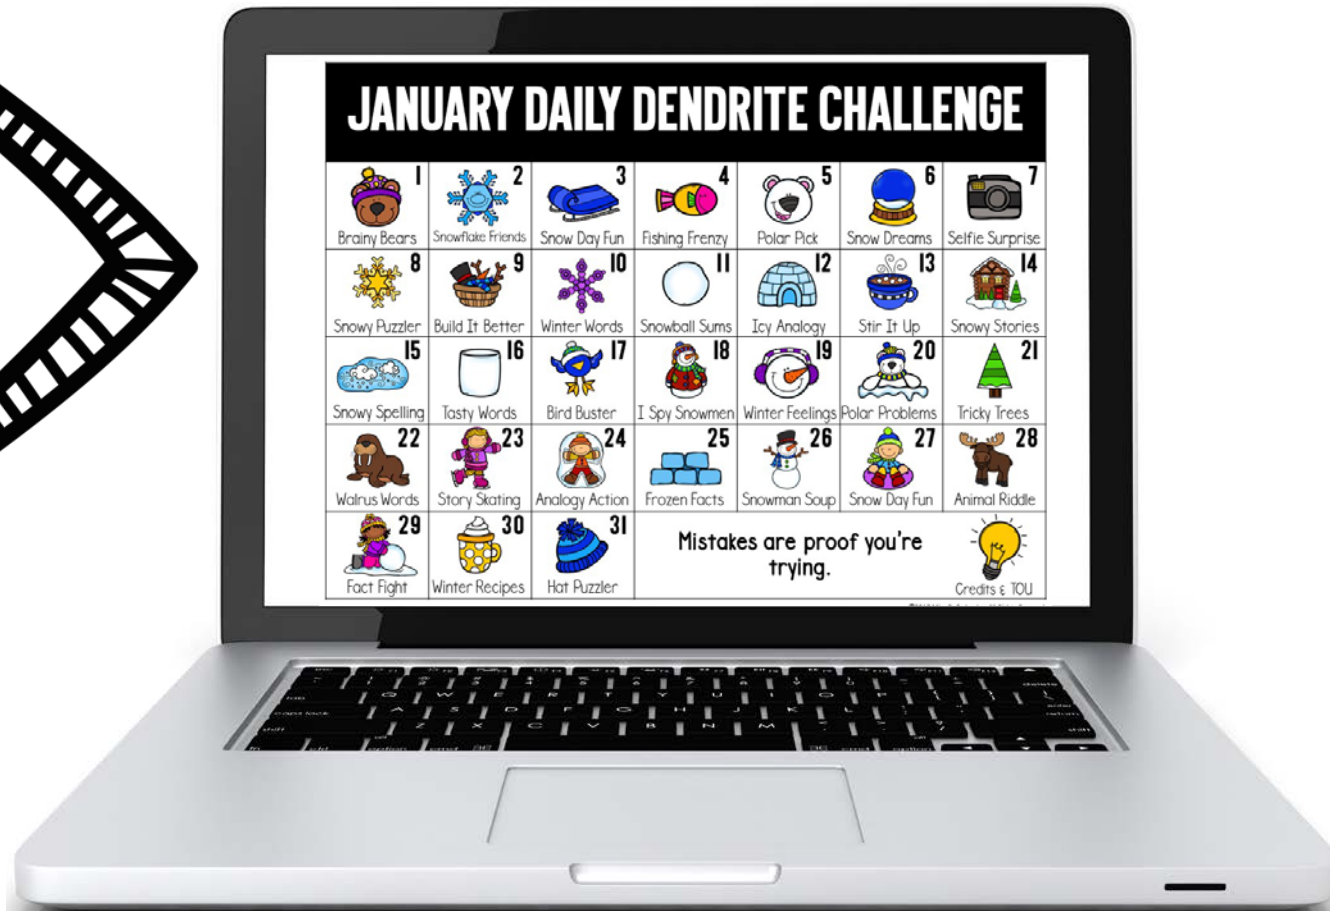 JANUARY DAILY DENDRITE CHALLENGE
1 2 3 4 5 6 7
Brainy Bears Snowflake Friends Snow Day Fun Fishing Frenzy Polar Pick Snow Dreams Selfie Surprise
8 9 10 11 12 13 14
Snowy Puzzler Build It Better Winter Words Snowball Sums Icy Analogy Stir It Up Snowy Stories
15 16 17 18 19 20 21
Snowy Spelling Tasty Words Bird Buster I Spy Snowmen Winter Feelings Polar Problems Tricky Trees
22 23 24 25 26 27 28
Walrus Words Story Skating Analogy Action Frozen Facts Snowman Soup Snow Day Fun Animal Riddle
29 30 31
Mistakes are proof you're
trying.
Fact Fight Winter Recipes Hat Puzzler Credits & TOU
tab Q W E R T Y U I O P
caps lock A S D F G H J K L
shift Z X C V B N M shift